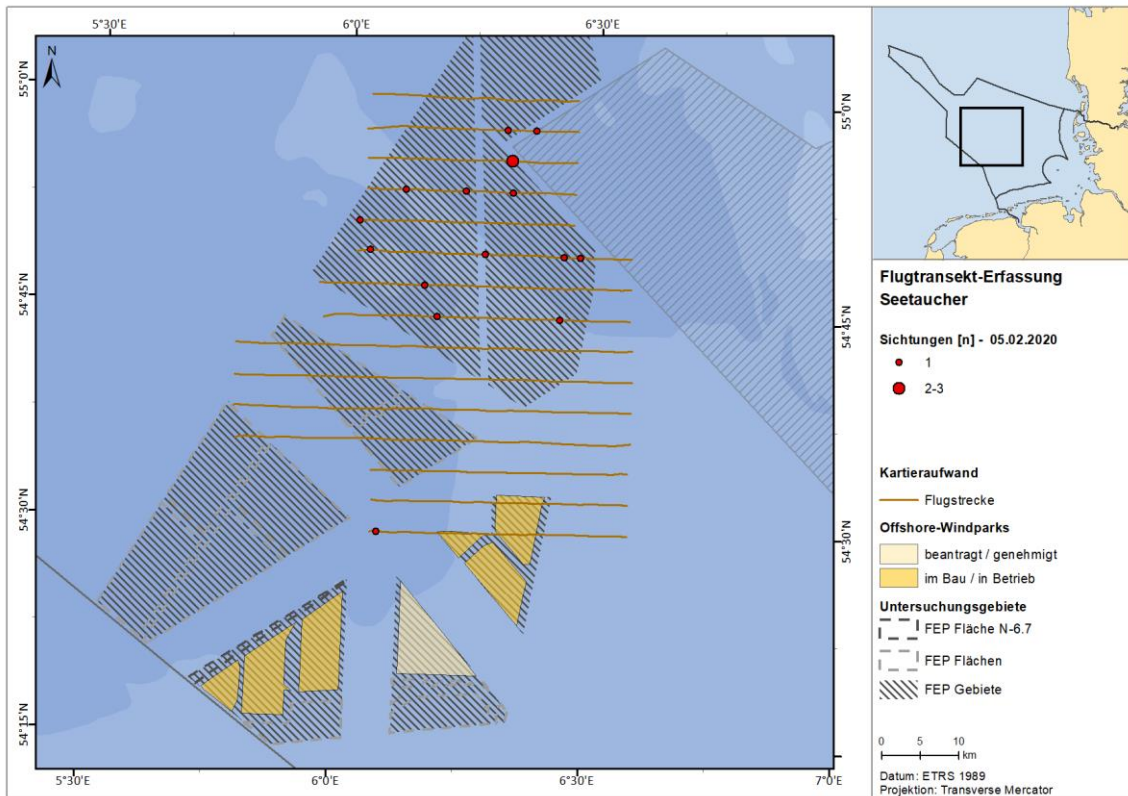 5°30'E
6°0'E
6°30'E
N
55°0'N
54°45'N
54°30'N
54°15'N
55°0'N
54°45'N
54°30'N
5°30'E
6°0'E
6°30'E
7°0'E
Flugtransekt-Erfassung
Seetaucher
Sichtungen [n] - 05.02.2020
1
2-3
Kartieraufwand
Flugstrecke
Offshore-Windparks
beantragt / genehmigt
im Bau / in Betrieb
Untersuchungsgebiete
FEP Fläche N-6.7
FEP Flächen
FEP Gebiete
0 5 10
km
Datum: ETRS 1989
Projektion: Transverse Mercator